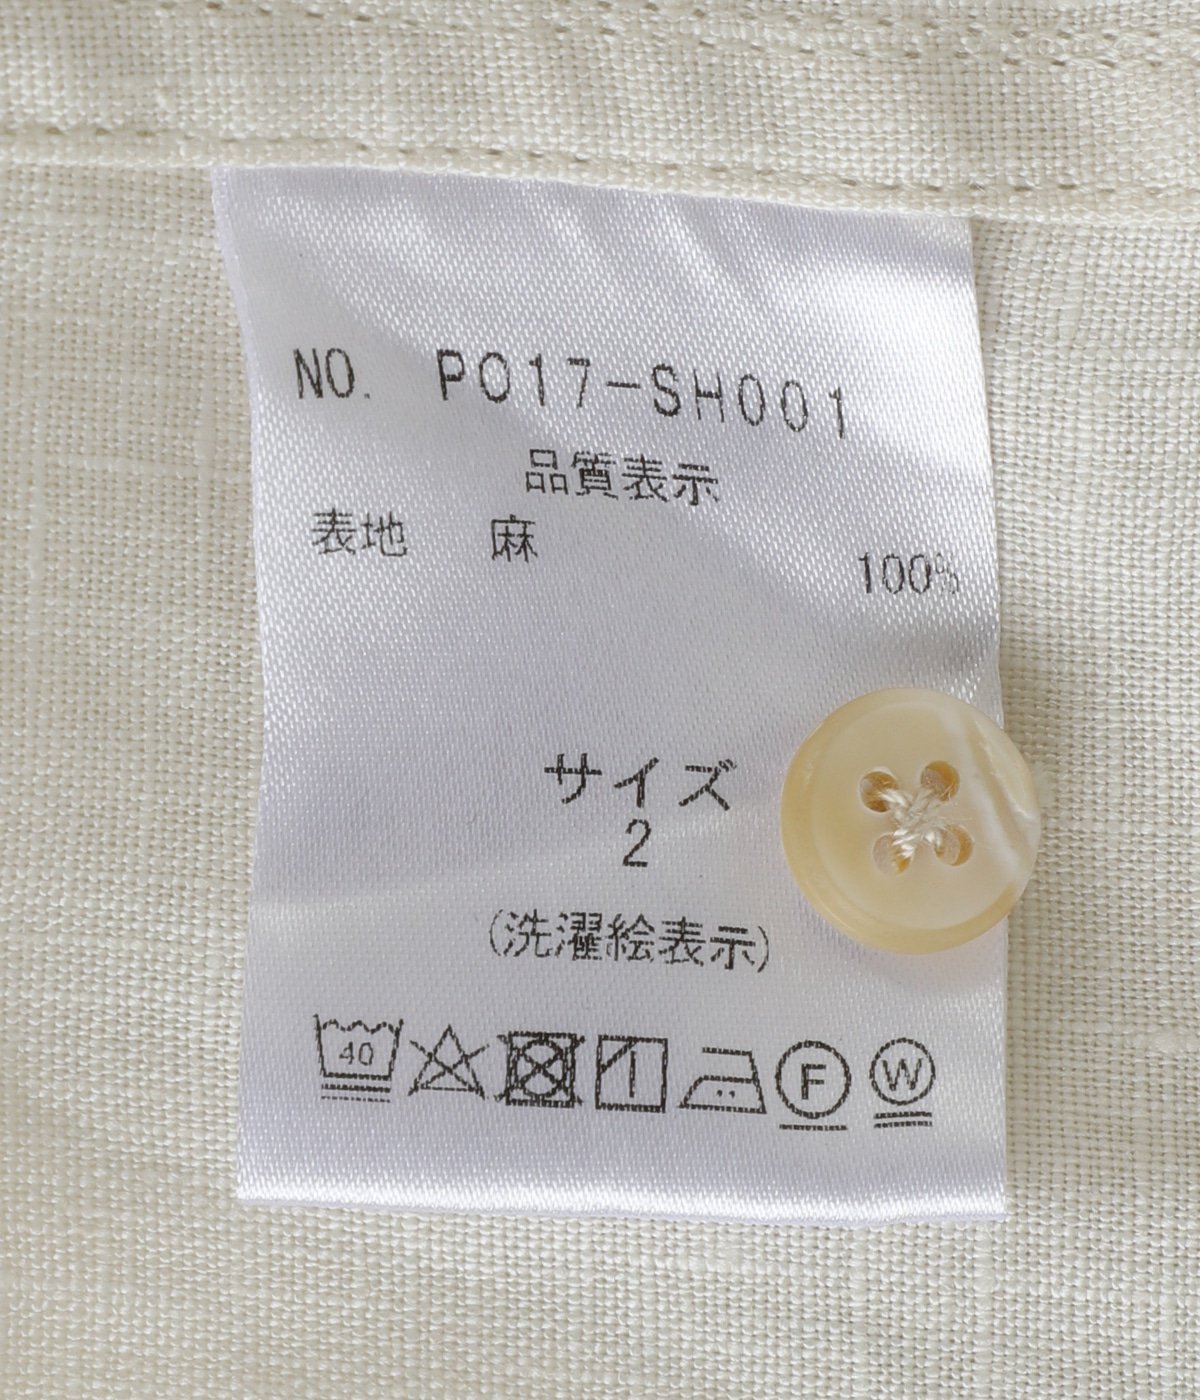 NO. PO17-SH001
品質表示
表地 麻 100%
サイズ
2
(洗濯絵表示)
40 F W